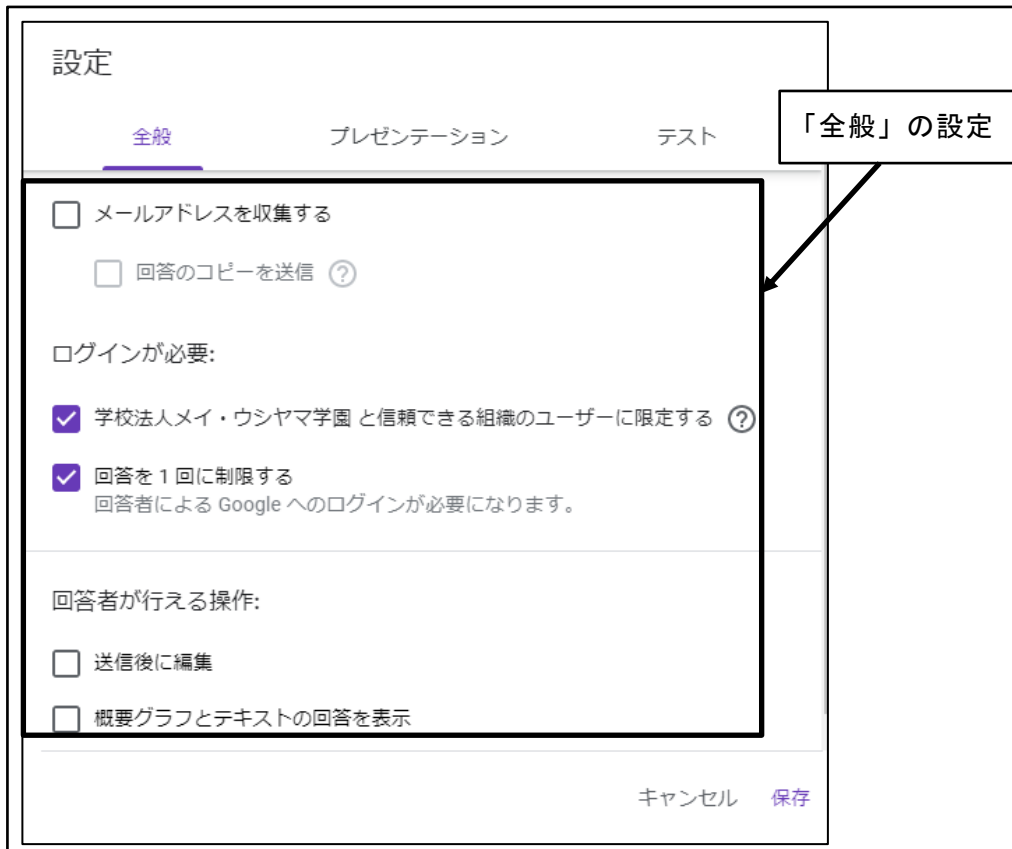 設定
全般 プレゼンテーション テスト
「全般」の設定
メールアドレスを収集する
回答のコピーを送信 ?
ログインが必要:
学校法人メイ・ウシヤマ学園 と信頼できる組織のユーザーに限定する ?
回答を 1 回に制限する
回答者による Google へのログインが必要になります。
回答者が行える操作:
送信後に編集
概要グラフとテキストの回答を表示
キャンセル 保存